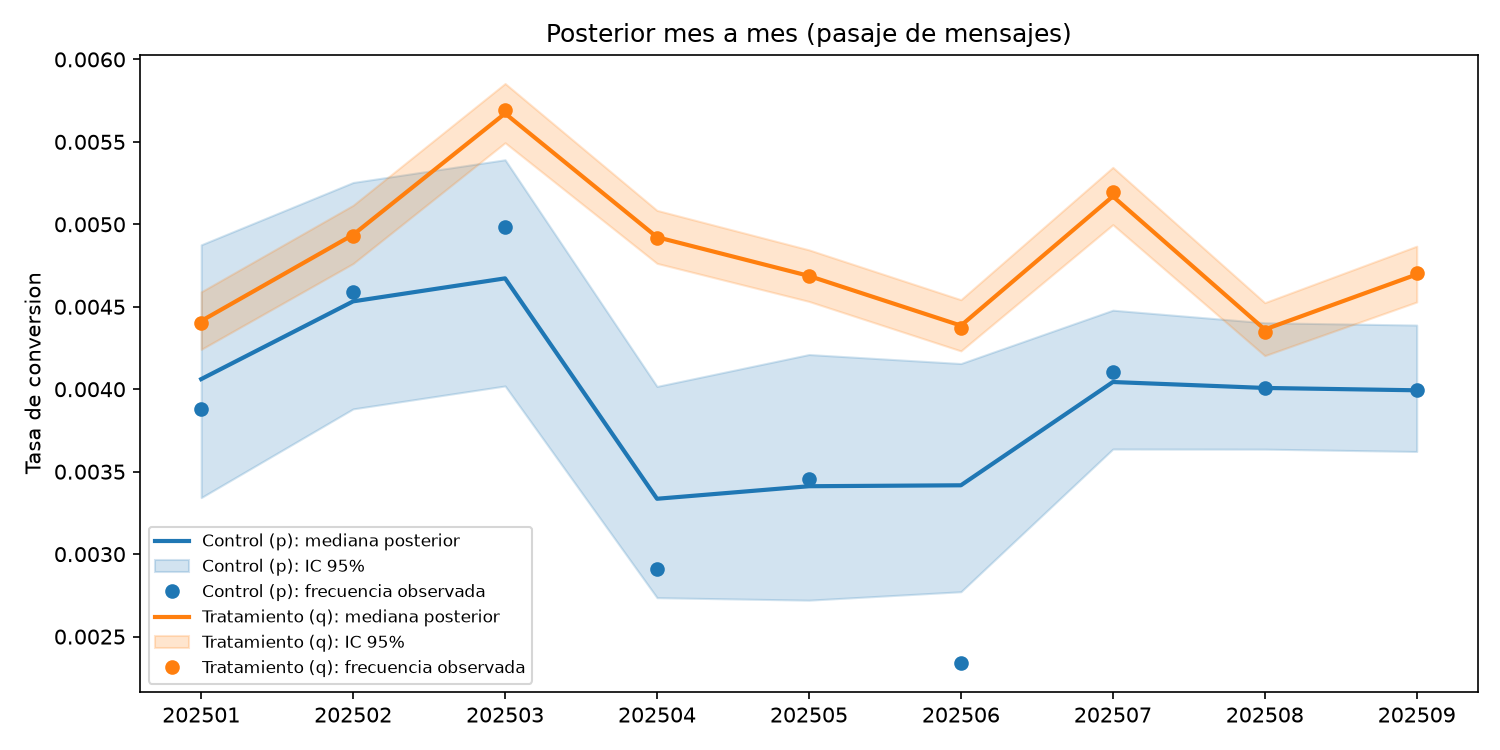 Posterior mes a mes (pasaje de mensajes)
Tasa de conversion
0.0060
0.0055
0.0050
0.0045
0.0040
0.0035
0.0030
0.0025
Control (p): mediana posterior
Control (p): IC 95%
Control (p): frecuencia observada
Tratamiento (q): mediana posterior
Tratamiento (q): IC 95%
Tratamiento (q): frecuencia observada
202501 202502 202503 202504 202505 202506 202507 202508 202509